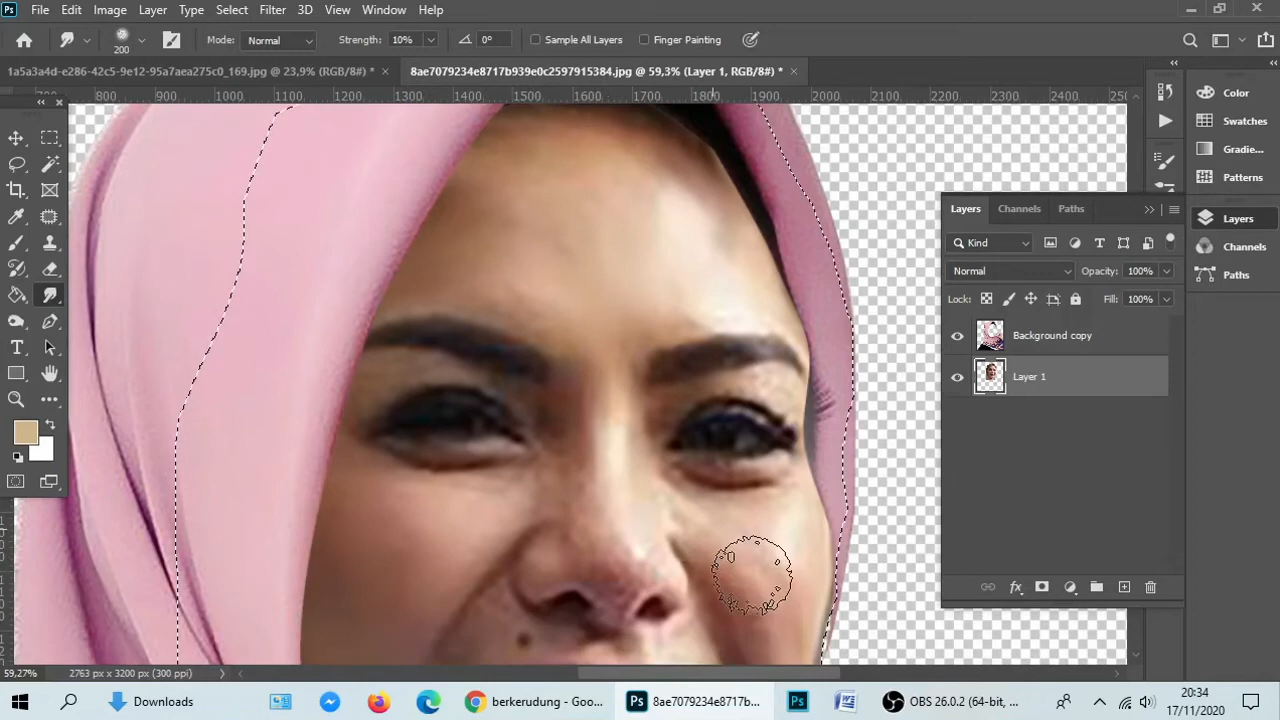 Ps File Edit Image Layer Type Select Filter 3D View Window Help
200 Mode: Normal Strength: 10% 0° Sample All Layers Finger Painting
1a5a3a4d-e286-42c5-9e12-95a7aea275c0_169.jpg @ 23,9% (RGB/8#) * × 8ae7079234e8717b939e0c2597915384.jpg @ 59,3% (Layer 1, RGB/8#) * ×
800 900 1000 1100 1200 1300 1400 1500 1600 1700 1800 1900 2000 2100 2200 2300 2400
Color
Swatches
Gradie...
Patterns
Layers
Channels
Paths
Layers Channels Paths
Kind
Normal Opacity: 100%
Lock: Fill: 100%
Background copy
Layer 1
fx
59,27% 2763 px x 3200 px (300 ppi)
Downloads berkerudung - Goo... Ps 8ae7079234e8717b... Ps OBS 26.0.2 (64-bit, ...
20:34
17/11/2020